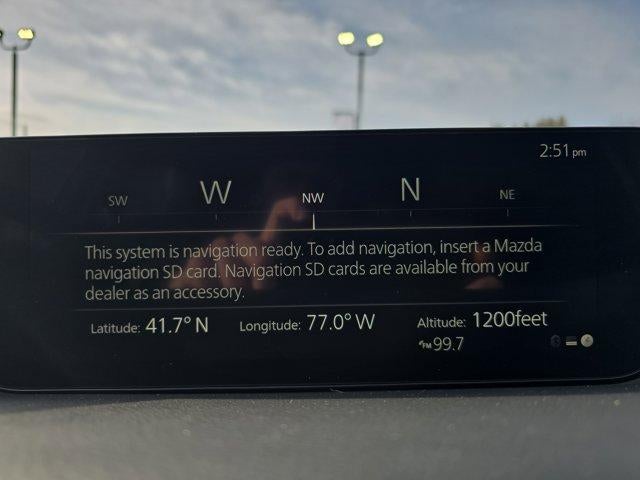 2:51 pm
SW W NW N NE
This system is navigation ready. To add navigation, insert a Mazda
navigation SD card. Navigation SD cards are available from your
dealer as an accessory.
Latitude: 41.7° N Longitude: 77.0° W Altitude: 1200feet
FM 99.7